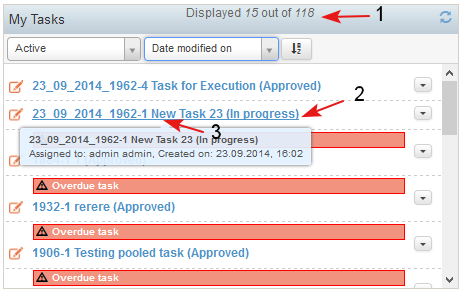 My Tasks
Displayed 15 out of 118
1
Active
Date modified on
23_09_2014_1962-4 Task for Execution (Approved)
2
23_09_2014_1962-1 New Task 23 (In progress)
3
23_09_2014_1962-1 New Task 23 (In progress)
Assigned to: admin admin, Created on: 23.09.2014, 16:02
Overdue task
1932-1 rerere (Approved)
Overdue task
1906-1 Testing pooled task (Approved)
Overdue task